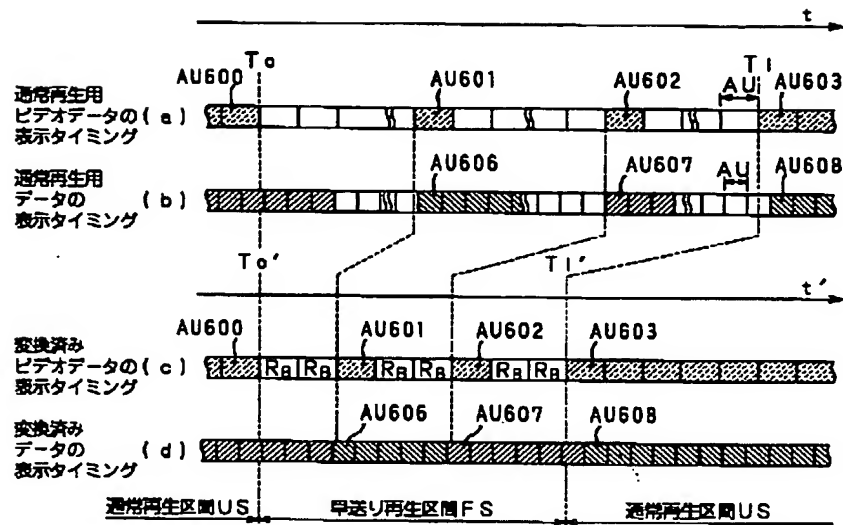 t
To
T1
AU600
AU601
AU602
AU
AU603
通常再生用
ビデオデータの(a)
表示タイミング
通常再生用
データの (b)
表示タイミング
AU606
AU607
AU
AU608
To'
T1'
t'
変換済み
ビデオデータの(c)
表示タイミング
AU600
AU601
AU602
AU603
RB RB RB RB RB RB
変換済み
データの (d)
表示タイミング
AU606
AU607
AU608
通常再生区間US 早送り再生区間FS 通常再生区間US